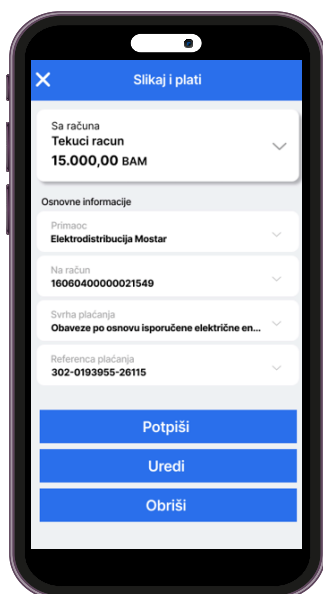 Slikaj i plati
Sa računa
Tekuci racun
15.000,00 BAM
Osnovne informacije
Primaoc
Elektrodistribucija Mostar
Na račun
16060400000021549
Svrha plaćanja
Obaveze po osnovu isporučene električne en...
Referenca plaćanja
302-0193955-26115
Potpiši
Uredi
Obriši